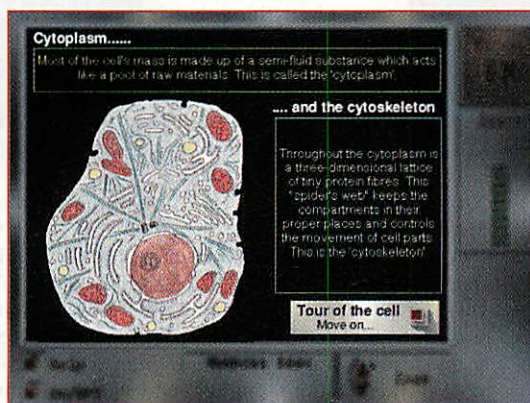 Cytoplasm......
Most of the cell's mass is made up of a semi-fluid substance which acts
like a pool of raw materials. This is called the 'cytoplasm'.
.... and the cytoskeleton
Throughout the cytoplasm is
a three-dimensional lattice
of tiny protein fibres. This
"spider's web" keeps the
compartments in their
proper places and controls
the movement of cell parts.
This is the 'cytoskeleton'
Tour of the cell
Move on...